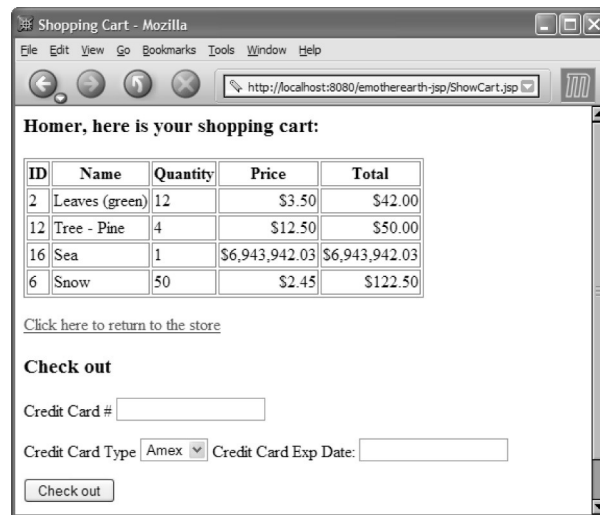 Shopping Cart - Mozilla
File Edit View Go Bookmarks Tools Window Help
http://localhost:8080/emotherearth-jsp/ShowCart.jsp
Homer, here is your shopping cart:
ID Name Quantity Price Total
2 Leaves (green) 12 $3.50 $42.00
12 Tree - Pine 4 $12.50 $50.00
16 Sea 1 $6,943,942.03 $6,943,942.03
6 Snow 50 $2.45 $122.50
Click here to return to the store
Check out
Credit Card #
Credit Card Type Amex Credit Card Exp Date:
Check out